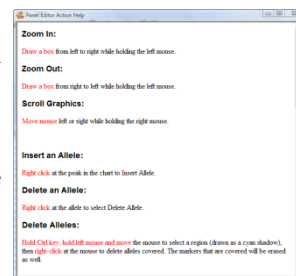 Panel Editor Action Help
Zoom In:
Draw a box from left to right while holding the left mouse.
Zoom Out:
Draw a box from right to left while holding the left mouse.
Scroll Graphics:
Move mouse left or right while holding the right mouse.
Insert an Allele:
Right click at the peak in the chart to Insert Allele.
Delete an Allele:
Right click at the allele to select Delete Allele.
Delete Alleles:
Hold Ctrl key, hold left mouse and move the mouse to select a region (drawn as a cyan shadow),
then right-click at the mouse to delete alleles covered. The markers that are covered will be erased
as well.